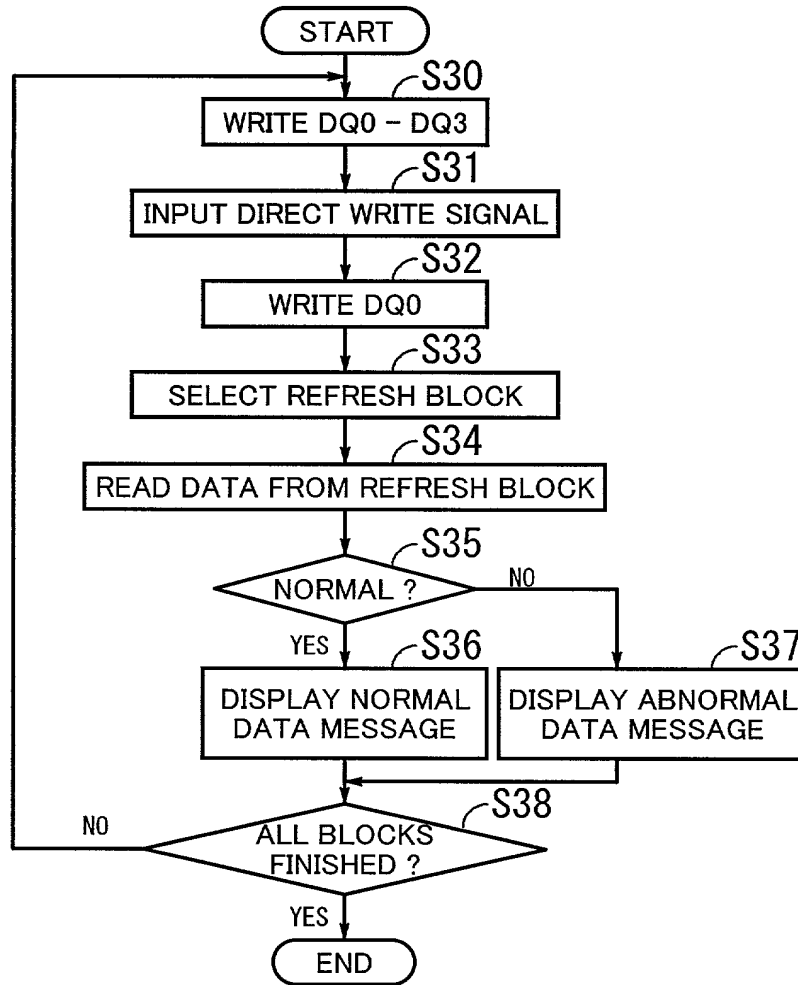 START
S30
WRITE DQ0 - DQ3
S31
INPUT DIRECT WRITE SIGNAL
S32
WRITE DQ0
S33
SELECT REFRESH BLOCK
S34
READ DATA FROM REFRESH BLOCK
S35
NORMAL ?
NO
YES
S36
S37
DISPLAY NORMAL
DATA MESSAGE
DISPLAY ABNORMAL
DATA MESSAGE
S38
NO
ALL BLOCKS
FINISHED ?
YES
END